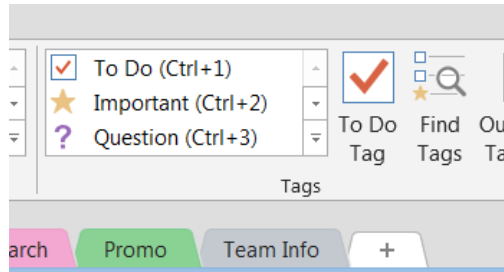 To Do (Ctrl+1)
Important (Ctrl+2)
? Question (Ctrl+3)
To Do Tag
Find Tags
Tags
Promo
Team Info
+